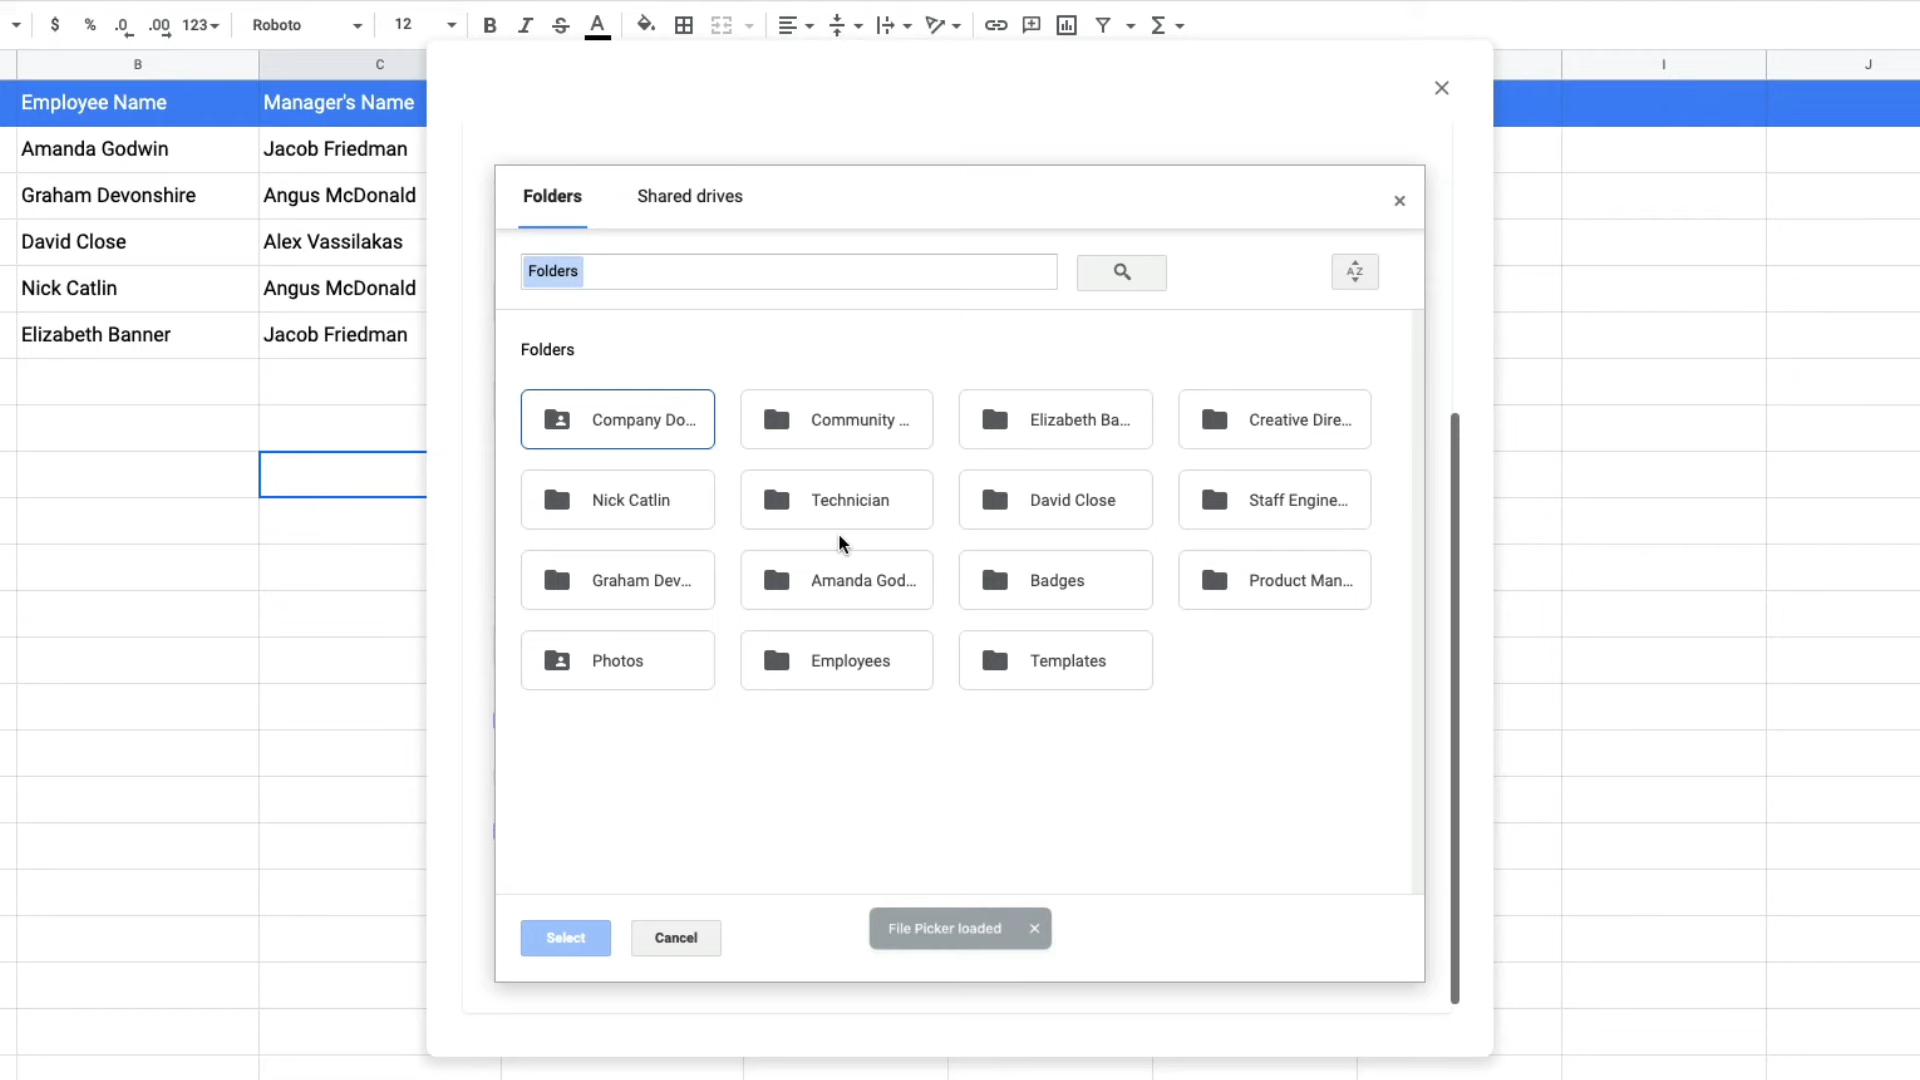 $ % .0 .00 123 Roboto 12 B I S A Σ
B C I J
Employee Name Manager's Name
Amanda Godwin Jacob Friedman
Graham Devonshire Angus McDonald
David Close Alex Vassilakas
Nick Catlin Angus McDonald
Elizabeth Banner Jacob Friedman
Folders Shared drives
Folders
AZ
Folders
Company Do... Community ... Elizabeth Ba... Creative Dire...
Nick Catlin Technician David Close Staff Engine...
Graham Dev... Amanda God... Badges Product Man...
Photos Employees Templates
Select Cancel File Picker loaded